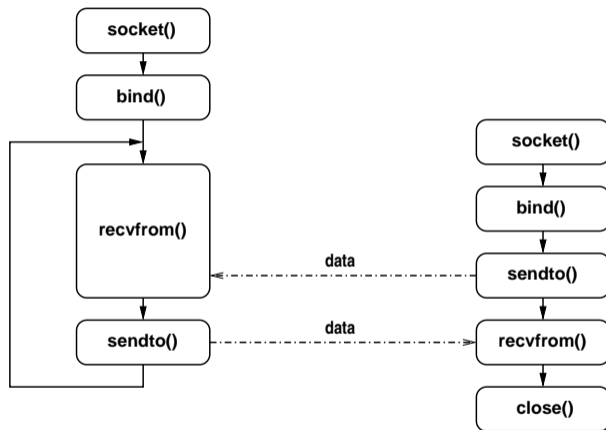 socket()
bind()
recvfrom()
sendto()
socket()
bind()
sendto()
recvfrom()
close()
data
data